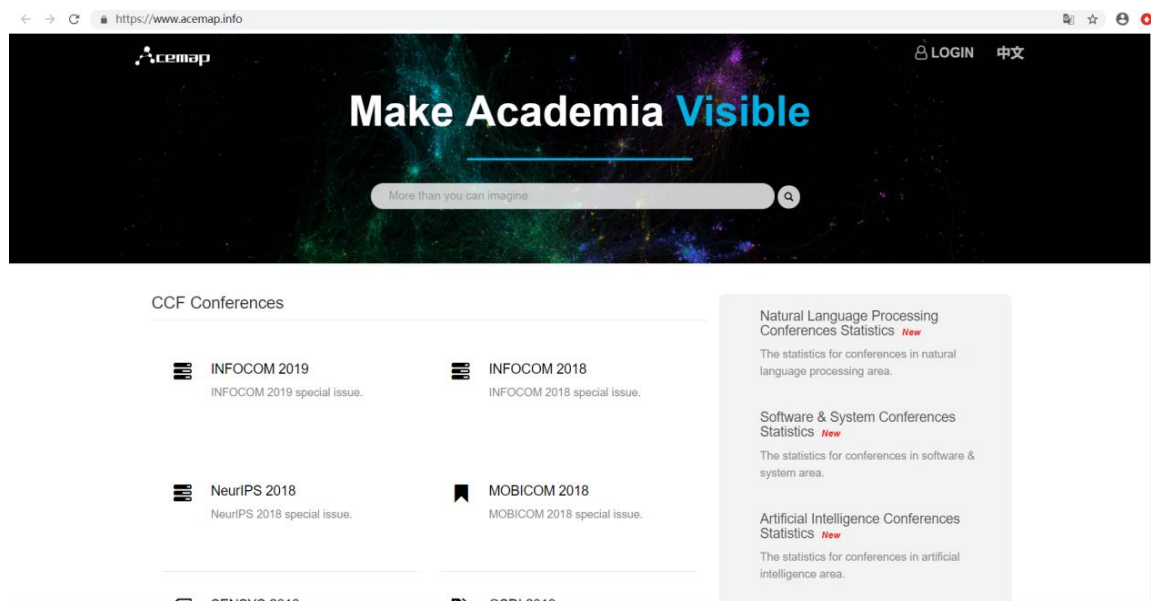 https://www.acemap.info
Acemap
LOGIN 中文
Make Academia Visible
More than you can imagine
CCF Conferences
INFOCOM 2019
INFOCOM 2019 special issue.
INFOCOM 2018
INFOCOM 2018 special issue.
NeurIPS 2018
NeurIPS 2018 special issue.
MOBICOM 2018
MOBICOM 2018 special issue.
Natural Language Processing
Conferences Statistics New
The statistics for conferences in natural
language processing area.
Software & System Conferences
Statistics New
The statistics for conferences in software &
system area.
Artificial Intelligence Conferences
Statistics New
The statistics for conferences in artificial
intelligence area.